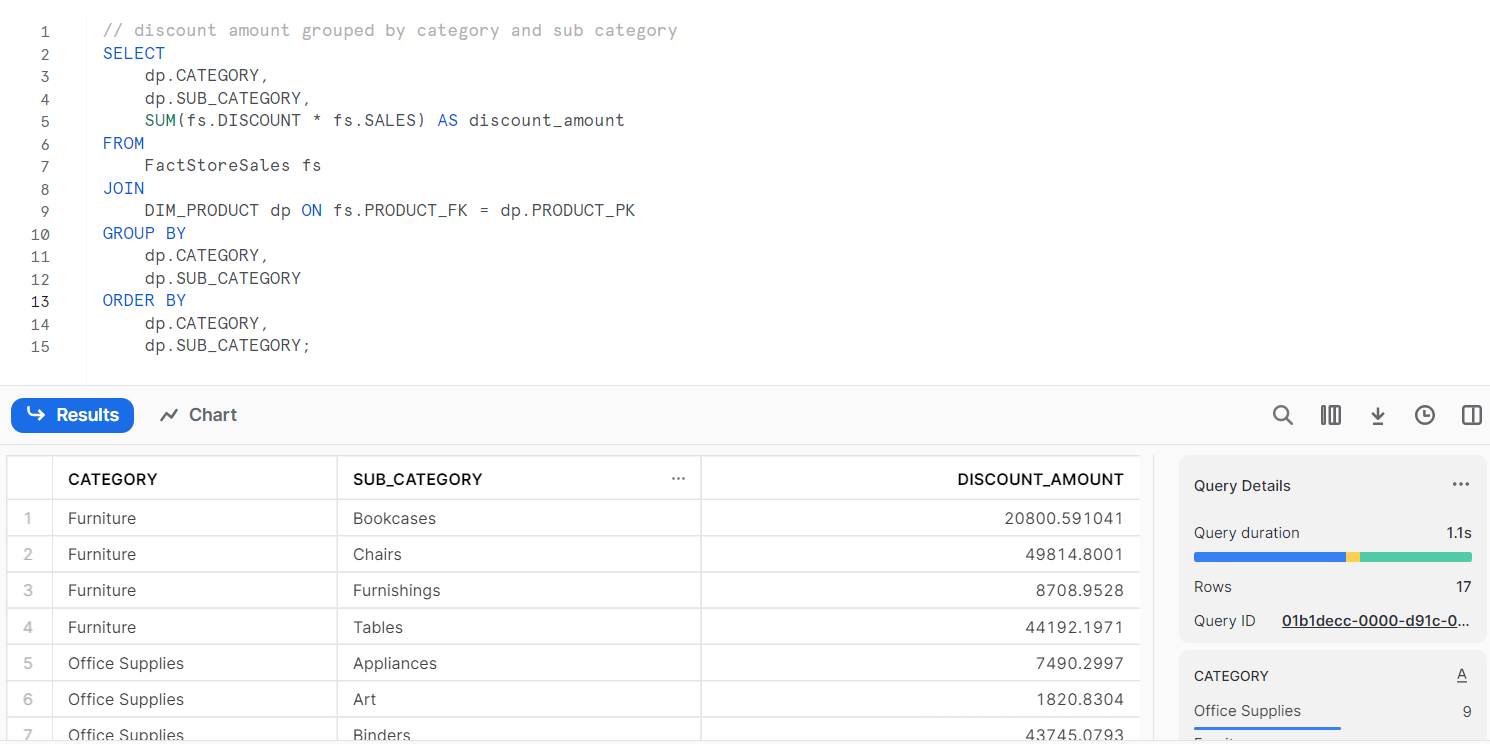 1 // discount amount grouped by category and sub category
2 SELECT
3 dp.CATEGORY,
4 dp.SUB_CATEGORY,
5 SUM(fs.DISCOUNT * fs.SALES) AS discount_amount
6 FROM
7 FactStoreSales fs
8 JOIN
9 DIM_PRODUCT dp ON fs.PRODUCT_FK = dp.PRODUCT_PK
10 GROUP BY
11 dp.CATEGORY,
12 dp.SUB_CATEGORY
13 ORDER BY
14 dp.CATEGORY,
15 dp.SUB_CATEGORY;
Results Chart
CATEGORY SUB_CATEGORY ... DISCOUNT_AMOUNT
1 Furniture Bookcases 20800.591041
2 Furniture Chairs 49814.8001
3 Furniture Furnishings 8708.9528
4 Furniture Tables 44192.1971
5 Office Supplies Appliances 7490.2997
6 Office Supplies Art 1820.8304
7 Office Supplies Binders 43745.0793
Query Details ...
Query duration 1.1s
Rows 17
Query ID 01b1decc-0000-d91c-0...
CATEGORY A
Office Supplies 9